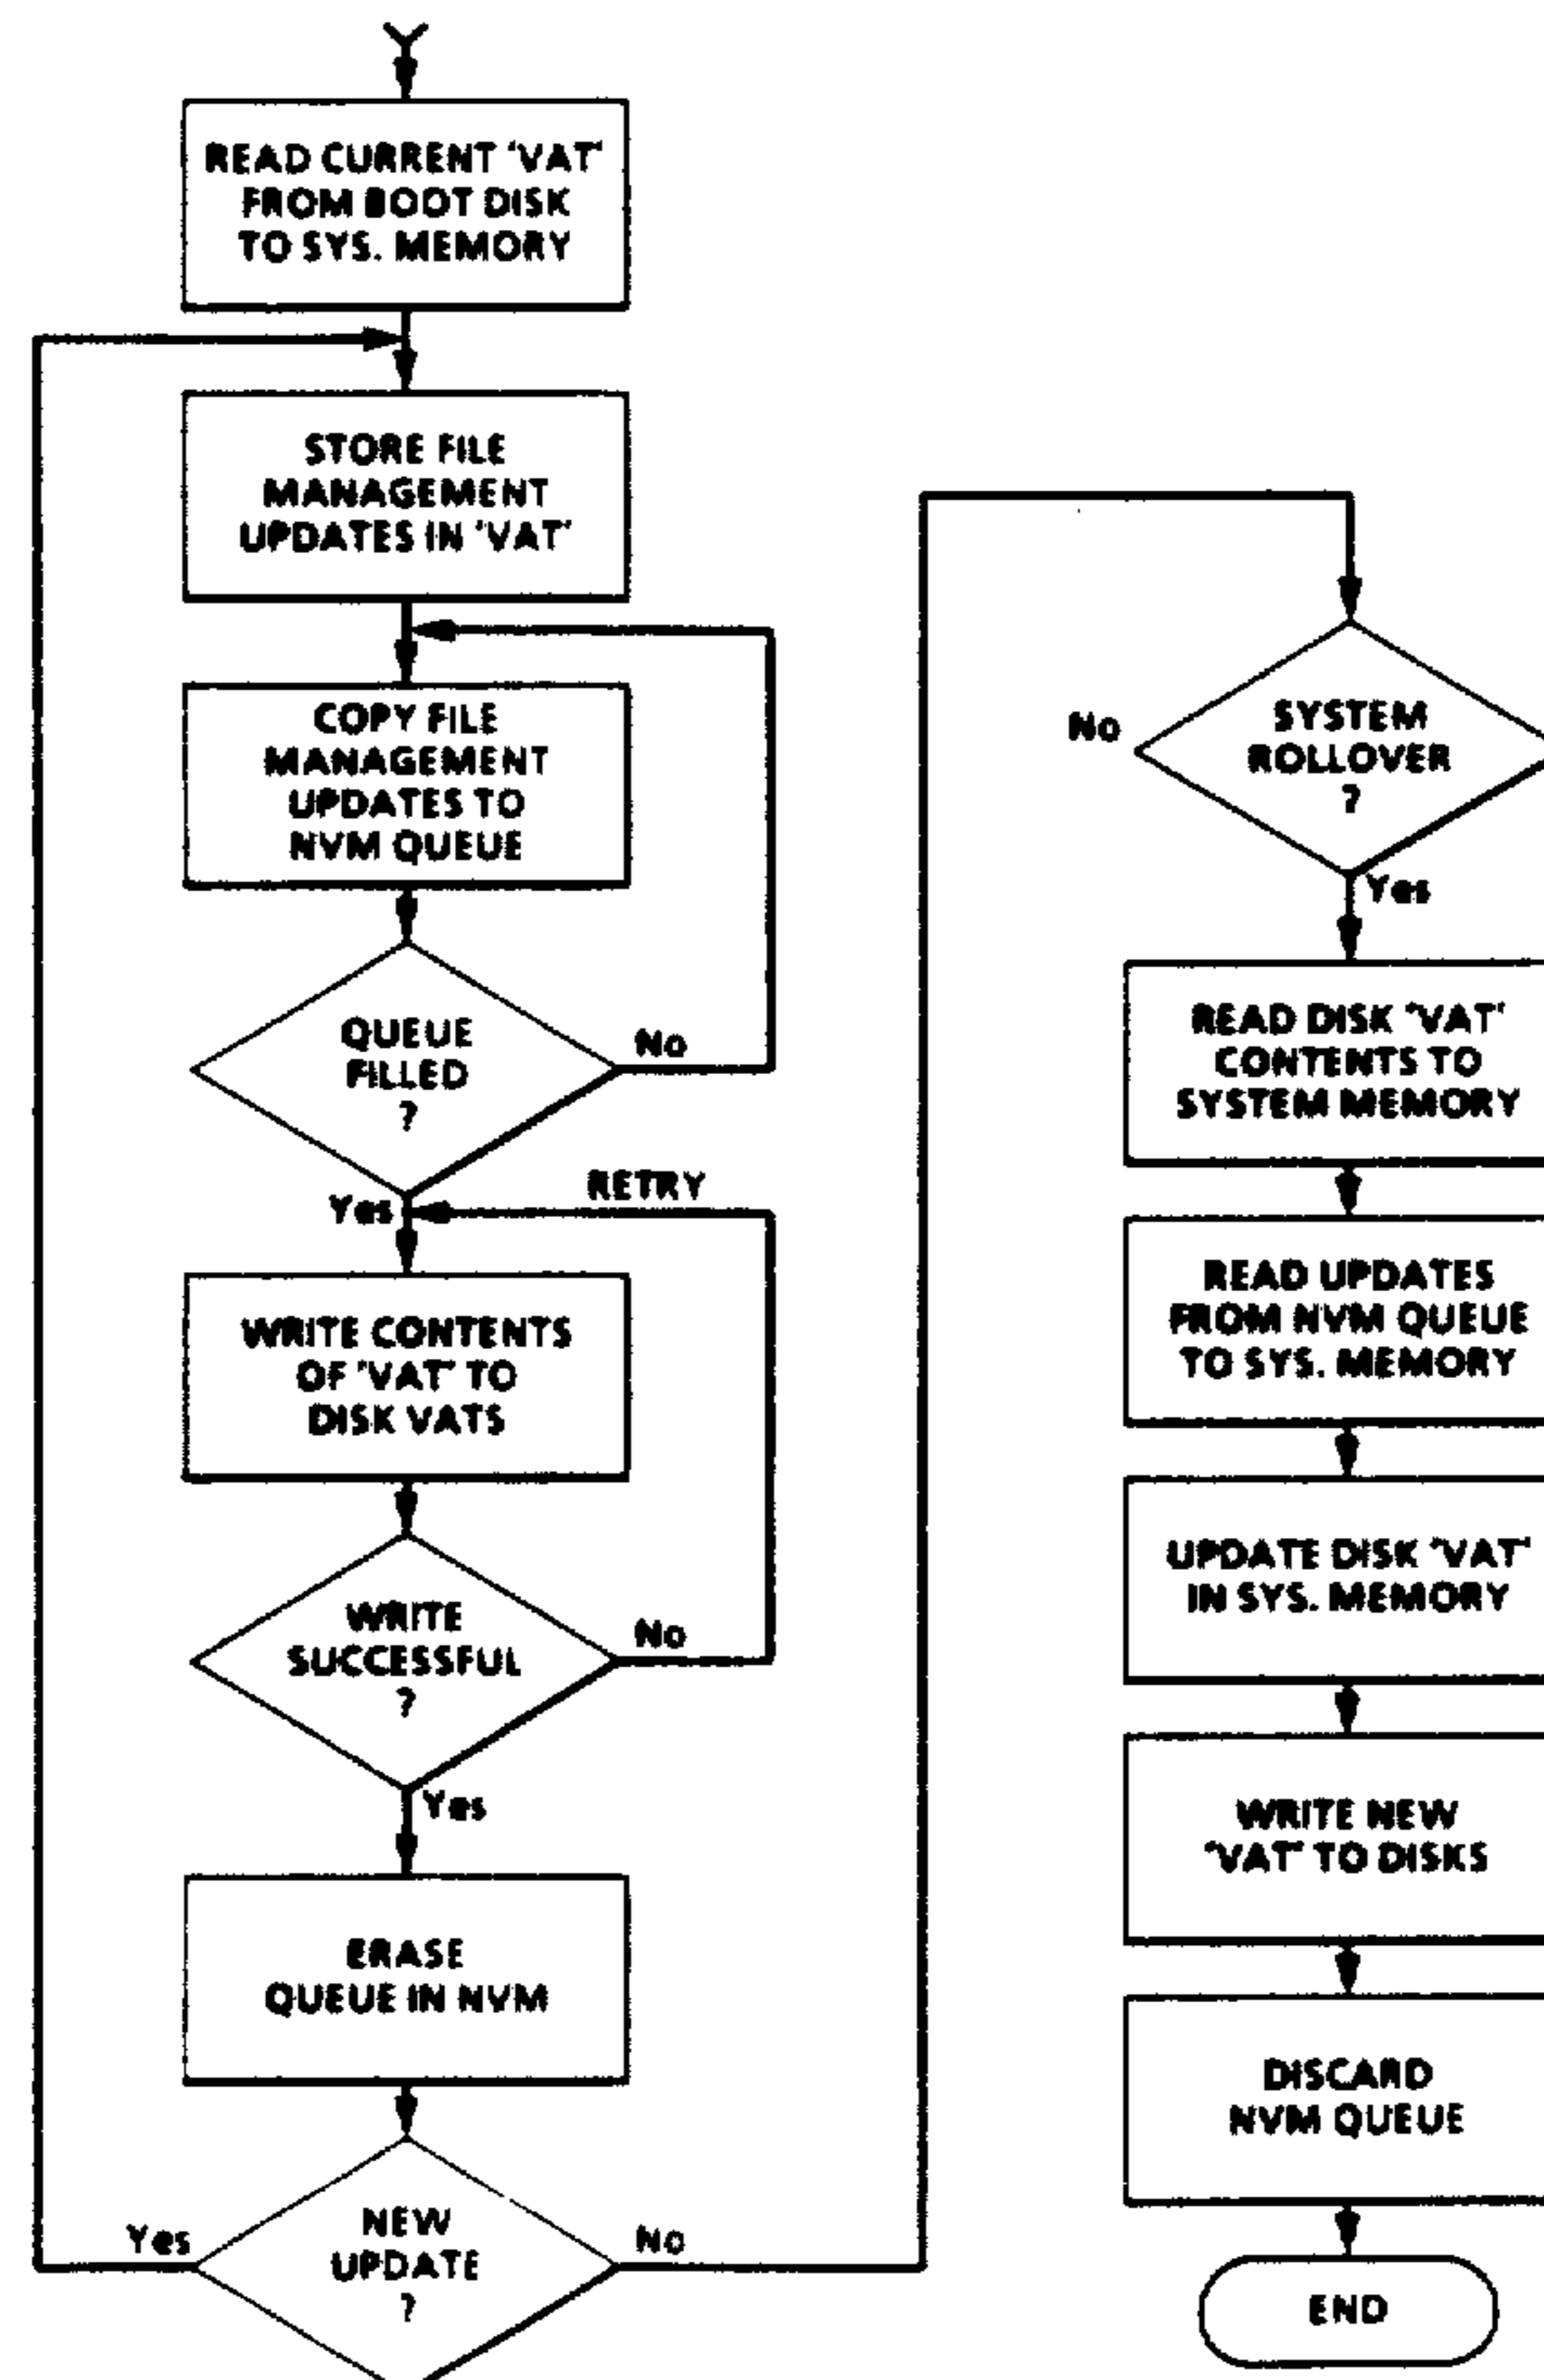 READ CURRENT 'VAT'
FROM BOOT DISK
TO SYS. MEMORY
STORE FILE
MANAGEMENT
UPDATES IN 'VAT'
COPY FILE
MANAGEMENT
UPDATES TO
NVM QUEUE
QUEUE
FILLED
?
No
Yes
RETRY
WRITE CONTENTS
OF 'VAT' TO
DISK VATS
WRITE
SUCCESSFUL
?
No
Yes
ERASE
QUEUE IN NVM
NEW
UPDATE
?
Yes
No
SYSTEM
ROLLOVER
?
No
Yes
READ DISK 'VAT'
CONTENTS TO
SYSTEM MEMORY
READ UPDATES
FROM NVM QUEUE
TO SYS. MEMORY
UPDATE DISK 'VAT'
IN SYS. MEMORY
WRITE NEW
'VAT' TO DISKS
DISCARD
NVM QUEUE
END